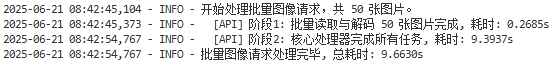 2025-06-21 08:42:45,104 - INFO - 开始处理批量图像请求，共 50 张图片。
2025-06-21 08:42:45,373 - INFO -   [API] 阶段1: 批量读取与解码 50 张图片完成，耗时: 0.2685s
2025-06-21 08:42:54,767 - INFO -   [API] 阶段2: 核心处理器完成所有任务，耗时: 9.3937s
2025-06-21 08:42:54,767 - INFO - 批量图像请求处理完毕，总耗时: 9.6630s